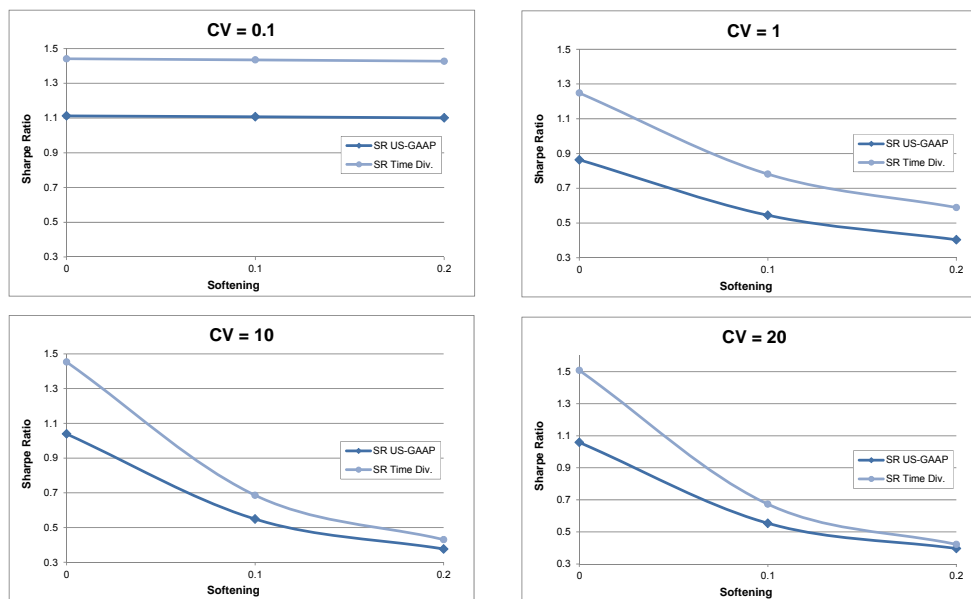 CV = 0.1
1.5
1.3
1.1
0.9
0.7
0.5
0.3
Sharpe Ratio
SR US-GAAP
SR Time Div.
0
0.1
0.2
Softening
CV = 1
1.5
1.3
1.1
0.9
0.7
0.5
0.3
Sharpe Ratio
SR US-GAAP
SR Time Div.
0
0.1
0.2
Softening
CV = 10
1.5
1.3
1.1
0.9
0.7
0.5
0.3
Sharpe Ratio
SR US-GAAP
SR Time Div.
0
0.1
0.2
Softening
CV = 20
1.5
1.3
1.1
0.9
0.7
0.5
0.3
Sharpe Ratio
SR US-GAAP
SR Time Div.
0
0.1
0.2
Softening